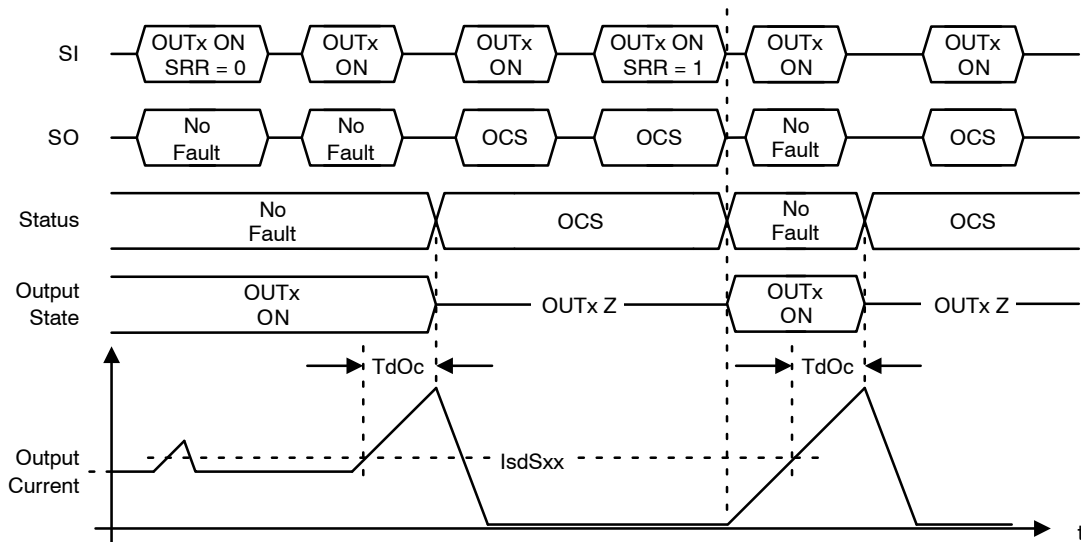 SI
OUTx ON
SRR = 0
OUTx
ON
OUTx
ON
OUTx ON
SRR = 1
OUTx
ON
OUTx
ON
SO
No
Fault
No
Fault
OCS
OCS
No
Fault
OCS
Status
No
Fault
OCS
No
Fault
OCS
Output
State
OUTx
ON
OUTx Z
OUTx
ON
OUTx Z
TdOc
TdOc
Output
Current
IsdSxx
t